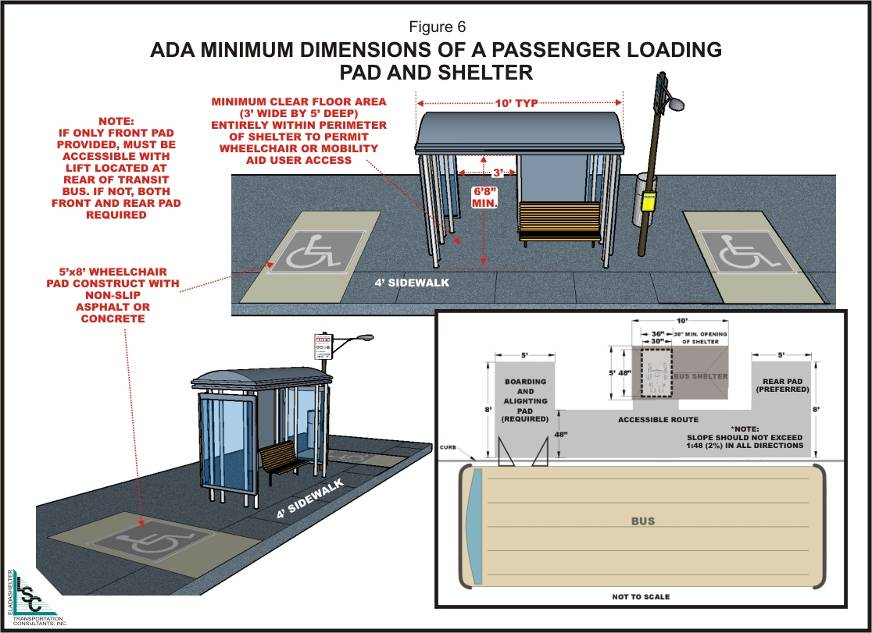 Figure 6
ADA MINIMUM DIMENSIONS OF A PASSENGER LOADING
PAD AND SHELTER
NOTE:
IF ONLY FRONT PAD
PROVIDED, MUST BE
ACCESSIBLE WITH
LIFT LOCATED AT
REAR OF TRANSIT
BUS. IF NOT, BOTH
FRONT AND REAR PAD
REQUIRED
MINIMUM CLEAR FLOOR AREA
(3' WIDE BY 5' DEEP)
ENTIRELY WITHIN PERIMETER
OF SHELTER TO PERMIT
WHEELCHAIR OR MOBILITY
AID USER ACCESS
10' TYP
3'
6'8"
MIN.
5'x8' WHEELCHAIR
PAD CONSTRUCT WITH
NON-SLIP
ASPHALT OR
CONCRETE
4' SIDEWALK
4' SIDEWALK
10'
36"
36" MIN. OPENING
OF SHELTER
30"
5'
5'
48"
BUS SHELTER
5'
BOARDING
AND
ALIGHTING
PAD
(REQUIRED)
REAR PAD
(PREFERRED)
8'
8'
48"
ACCESSIBLE ROUTE
*NOTE:
SLOPE SHOULD NOT EXCEED
1:48 (2%) IN ALL DIRECTIONS
CURB
BUS
NOT TO SCALE
SC
TRANSPORTATION
CONSULTANTS, INC.